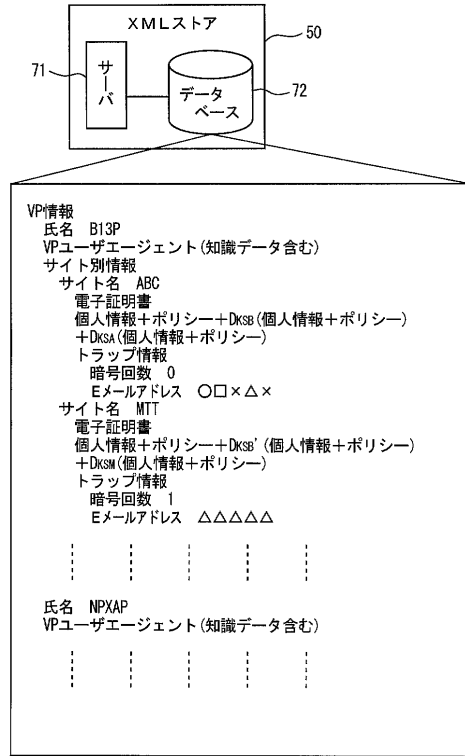 XMLストア
50
71
サーバ
データ
ベース
72
VP情報
氏名 B13P
VPユーザエージェント(知識データ含む)
サイト別情報
サイト名 ABC
電子証明書
個人情報+ポリシー+DKSB(個人情報+ポリシー)
+DKSA(個人情報+ポリシー)
トラップ情報
暗号回数 0
Eメールアドレス ○□×△×
サイト名 MTT
電子証明書
個人情報+ポリシー+DKSB'(個人情報+ポリシー)
+DKSM(個人情報+ポリシー)
トラップ情報
暗号回数 1
Eメールアドレス △△△△△
氏名 NPXAP
VPユーザエージェント(知識データ含む)